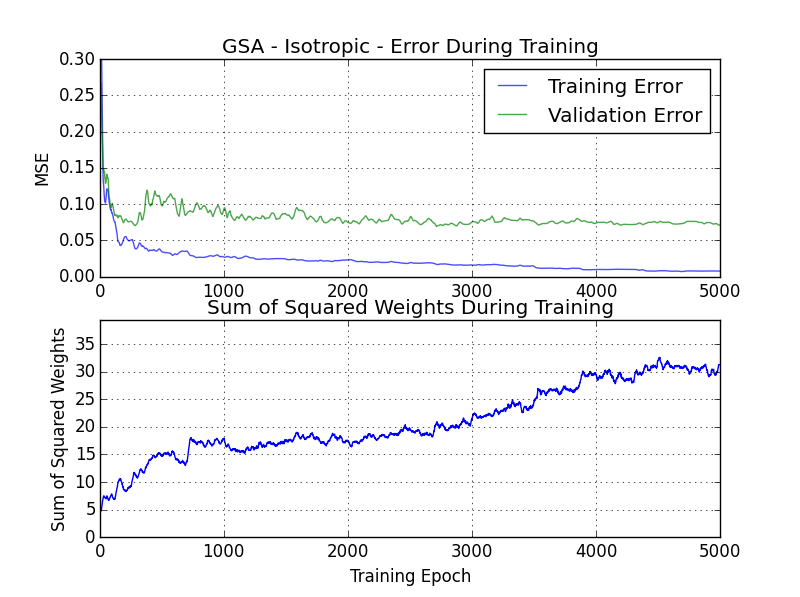 GSA - Isotropic - Error During Training
0.30
0.25
0.20
0.15
0.10
0.05
0.00
MSE
Training Error
Validation Error
0 1000 2000 3000 4000 5000
Sum of Squared Weights During Training
35
30
25
20
15
10
5
0
Sum of Squared Weights
0 1000 2000 3000 4000 5000
Training Epoch